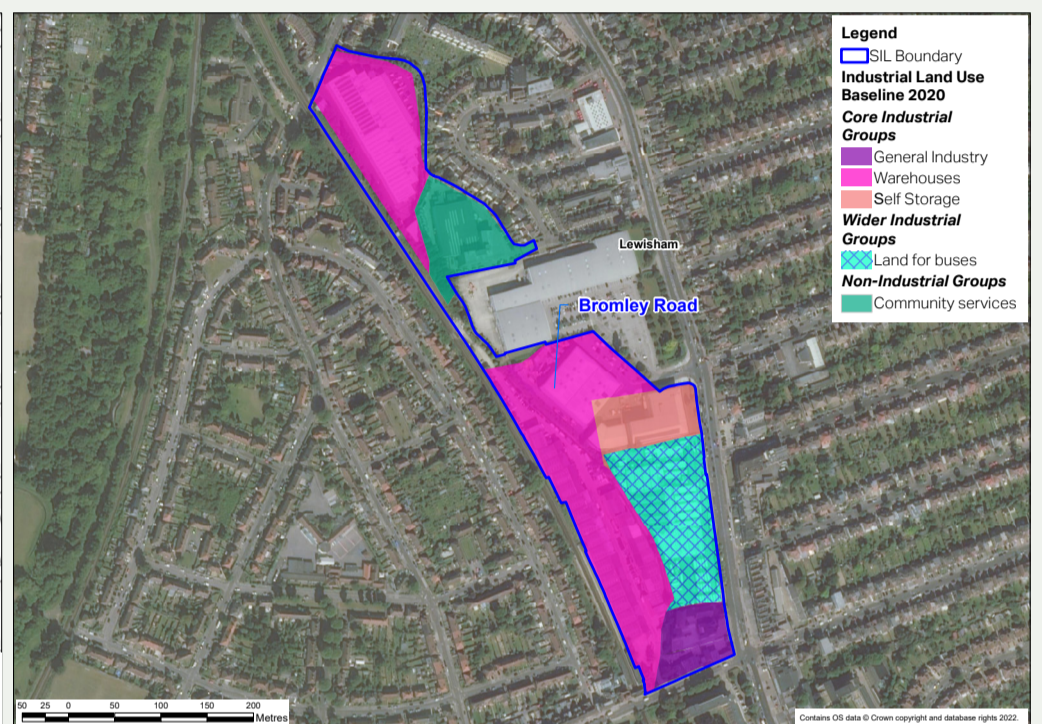 Legend
SIL Boundary
Industrial Land Use
Baseline 2020
Core Industrial
Groups
General Industry
Warehouses
Self Storage
Wider Industrial
Groups
Land for buses
Non-Industrial Groups
Community services
Lewisham
Bromley Road
50 25 0 50 100 150 200
Metres
Contains OS data © Crown copyright and database rights 2022.